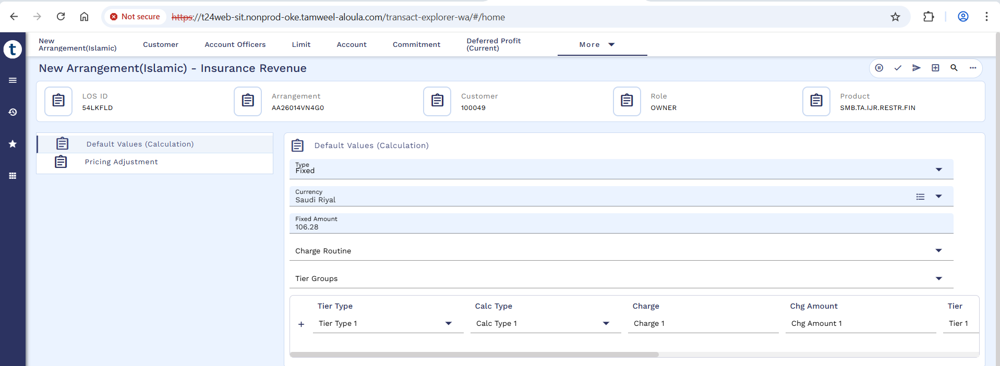 Not secure https://t24web-sit.nonprod-oke.tamweel-aloula.com/transact-explorer-wa/#/home
t
New Arrangement(Islamic)
Customer
Account Officers
Limit
Account
Commitment
Deferred Profit (Current)
More
New Arrangement(Islamic) - Insurance Revenue
LOS ID
54LKFLD
Arrangement
AA26014VN4G0
Customer
100049
Role
OWNER
Product
SMB.TA.IJR.RESTR.FIN
Default Values (Calculation)
Pricing Adjustment
Default Values (Calculation)
Type
Fixed
Currency
Saudi Riyal
Fixed Amount
106.28
Charge Routine
Tier Groups
Tier Type Calc Type Charge Chg Amount Tier
+ Tier Type 1 Calc Type 1 Charge 1 Chg Amount 1 Tier 1